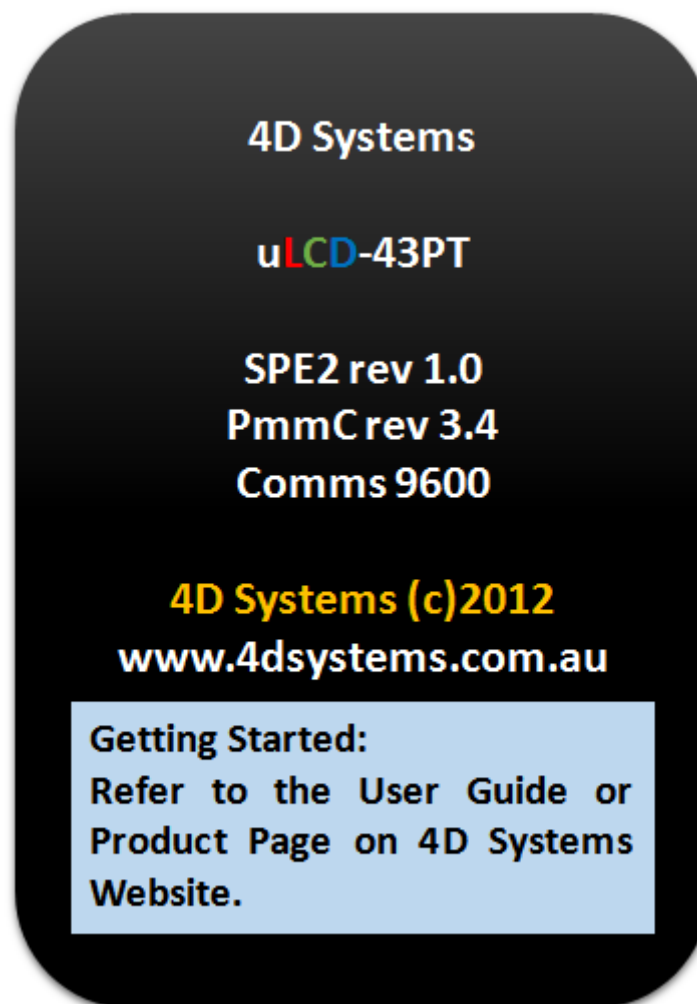 4D Systems
uLCD-43PT
SPE2 rev 1.0
PmmC rev 3.4
Comms 9600
4D Systems (c)2012
www.4dsystems.com.au
Getting Started:
Refer to the User Guide or
Product Page on 4D Systems
Website.